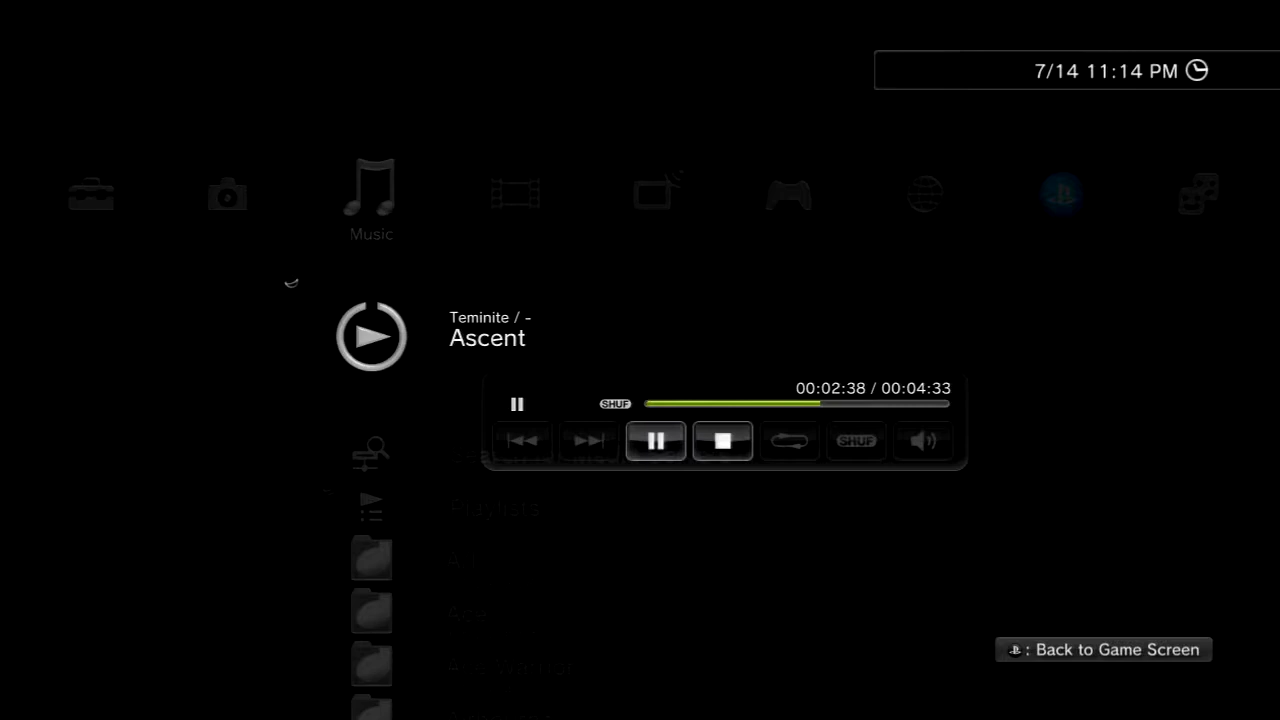 7/14 11:14 PM
Music
Teminite / -
Ascent
00:02:38 / 00:04:33
SHUF
SHUF
Playlists
: Back to Game Screen